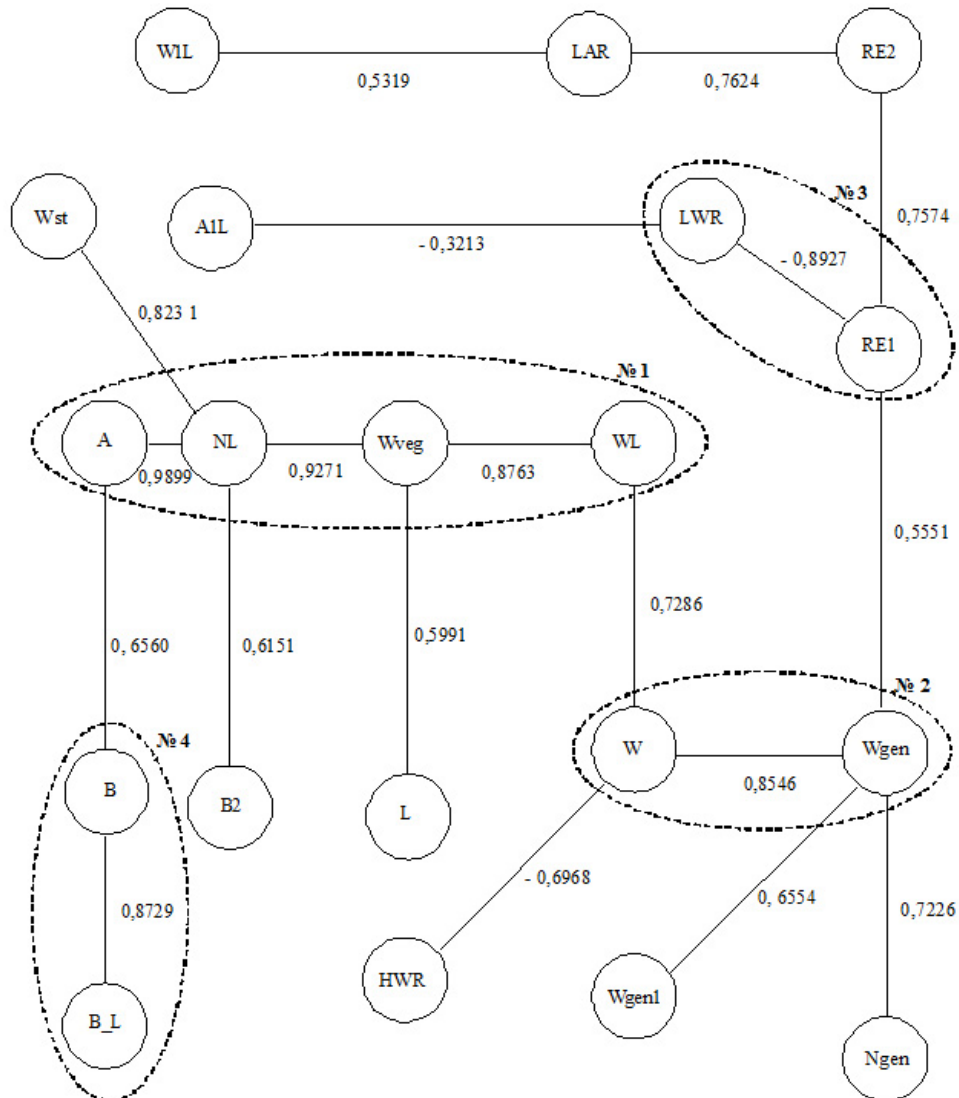 W1L
LAR
RE2
0,5319
0,7624
№ 3
Wst
A1L
LWR
0,7574
- 0,3213
- 0,8927
0,823 1
RE1
№ 1
A
NL
Wveg
WL
0,9899
0,9271
0,8763
0,5551
0,7286
0, 6560
0,6151
0,5991
№ 2
№ 4
W
Wgen
B
B2
L
0,8546
- 0,6968
0, 6554
0,8729
0,7226
HWR
Wgen1
B_L
Ngen